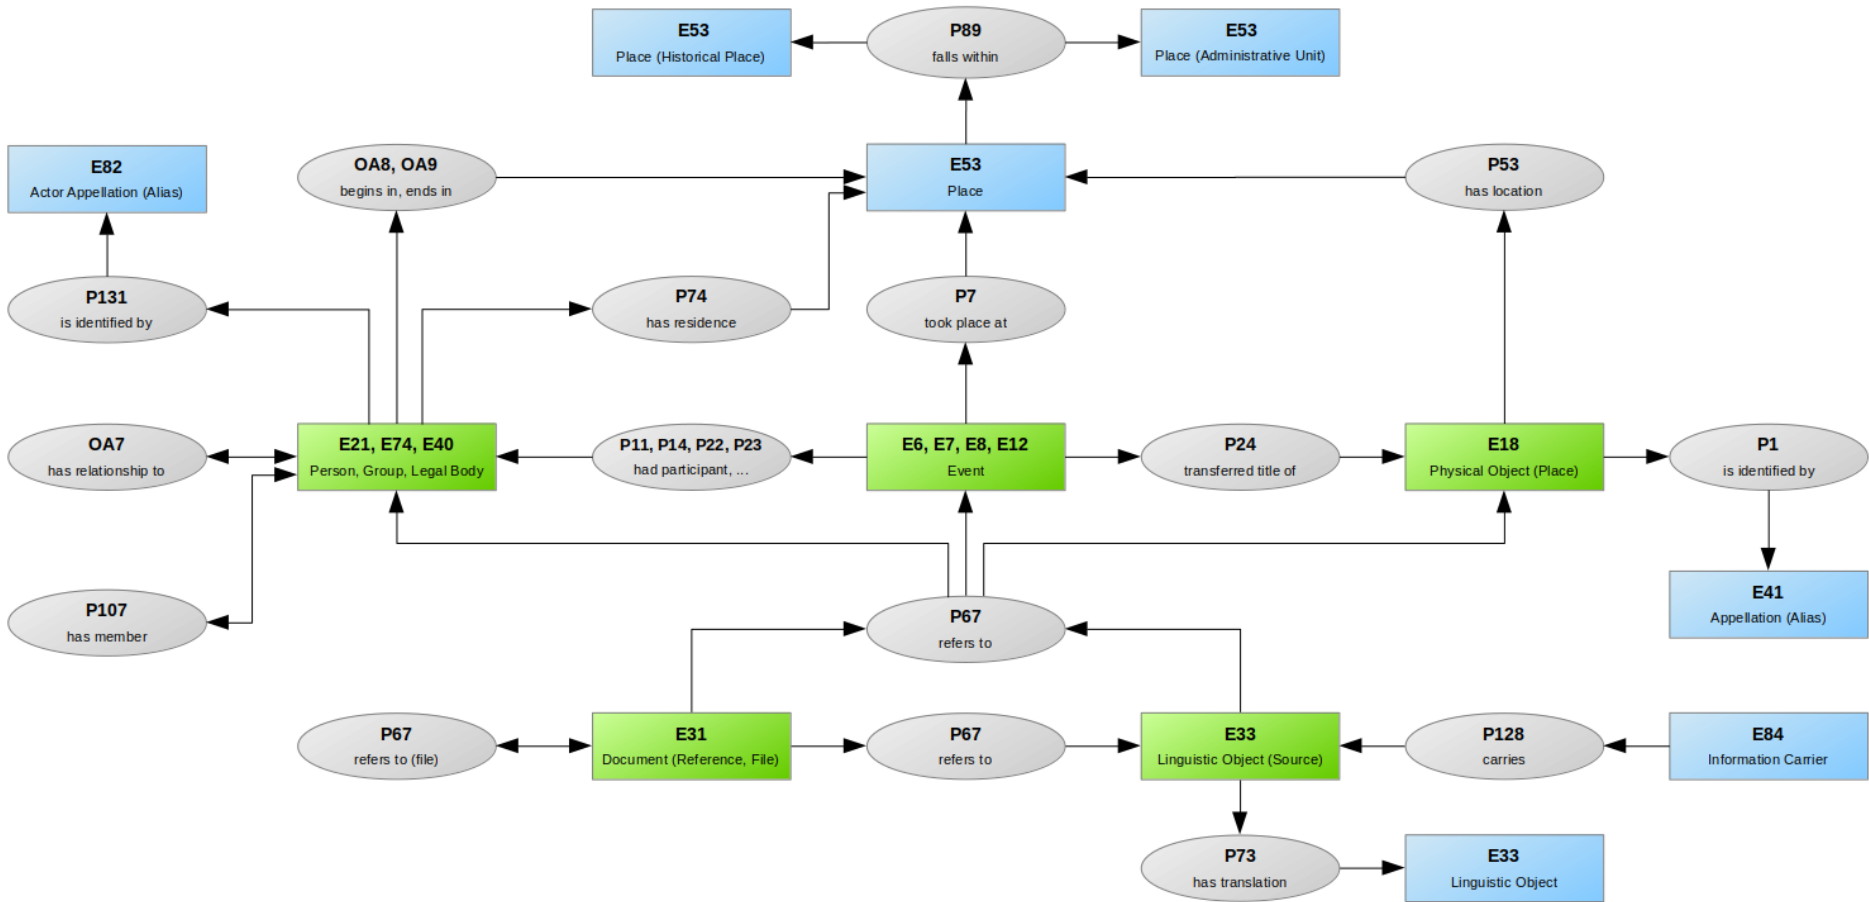 E53
Place (Historical Place)
P89
falls within
E53
Place (Administrative Unit)
E82
Actor Appellation (Alias)
OA8, OA9
begins in, ends in
E53
Place
P53
has location
P131
is identified by
P74
has residence
P7
took place at
OA7
has relationship to
E21, E74, E40
Person, Group, Legal Body
P11, P14, P22, P23
had participant, ...
E6, E7, E8, E12
Event
P24
transferred title of
E18
Physical Object (Place)
P1
is identified by
P107
has member
P67
refers to
E41
Appellation (Alias)
P67
refers to (file)
E31
Document (Reference, File)
P67
refers to
E33
Linguistic Object (Source)
P128
carries
E84
Information Carrier
P73
has translation
E33
Linguistic Object